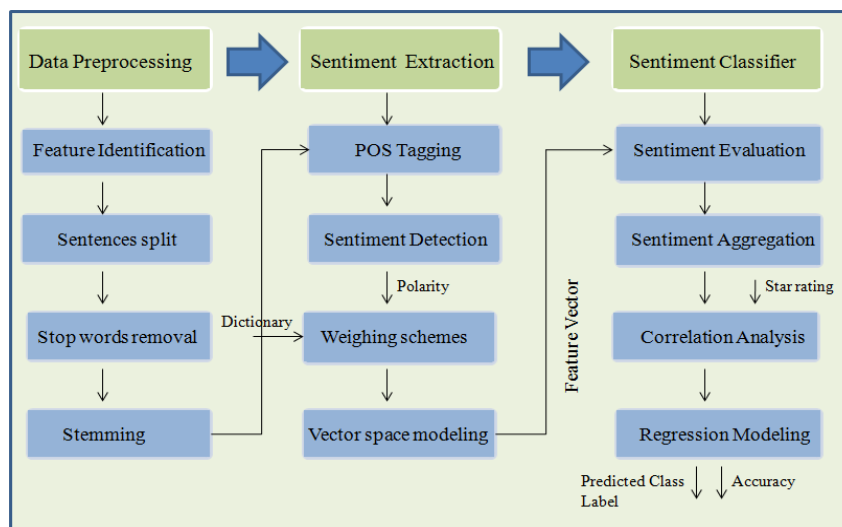 Data Preprocessing
Feature Identification
Sentences split
Stop words removal
Stemming
Sentiment Extraction
POS Tagging
Sentiment Detection
Polarity
Dictionary
Weighing schemes
Vector space modeling
Feature Vector
Sentiment Classifier
Sentiment Evaluation
Sentiment Aggregation
Star rating
Correlation Analysis
Regression Modeling
Predicted Class
Label
Accuracy